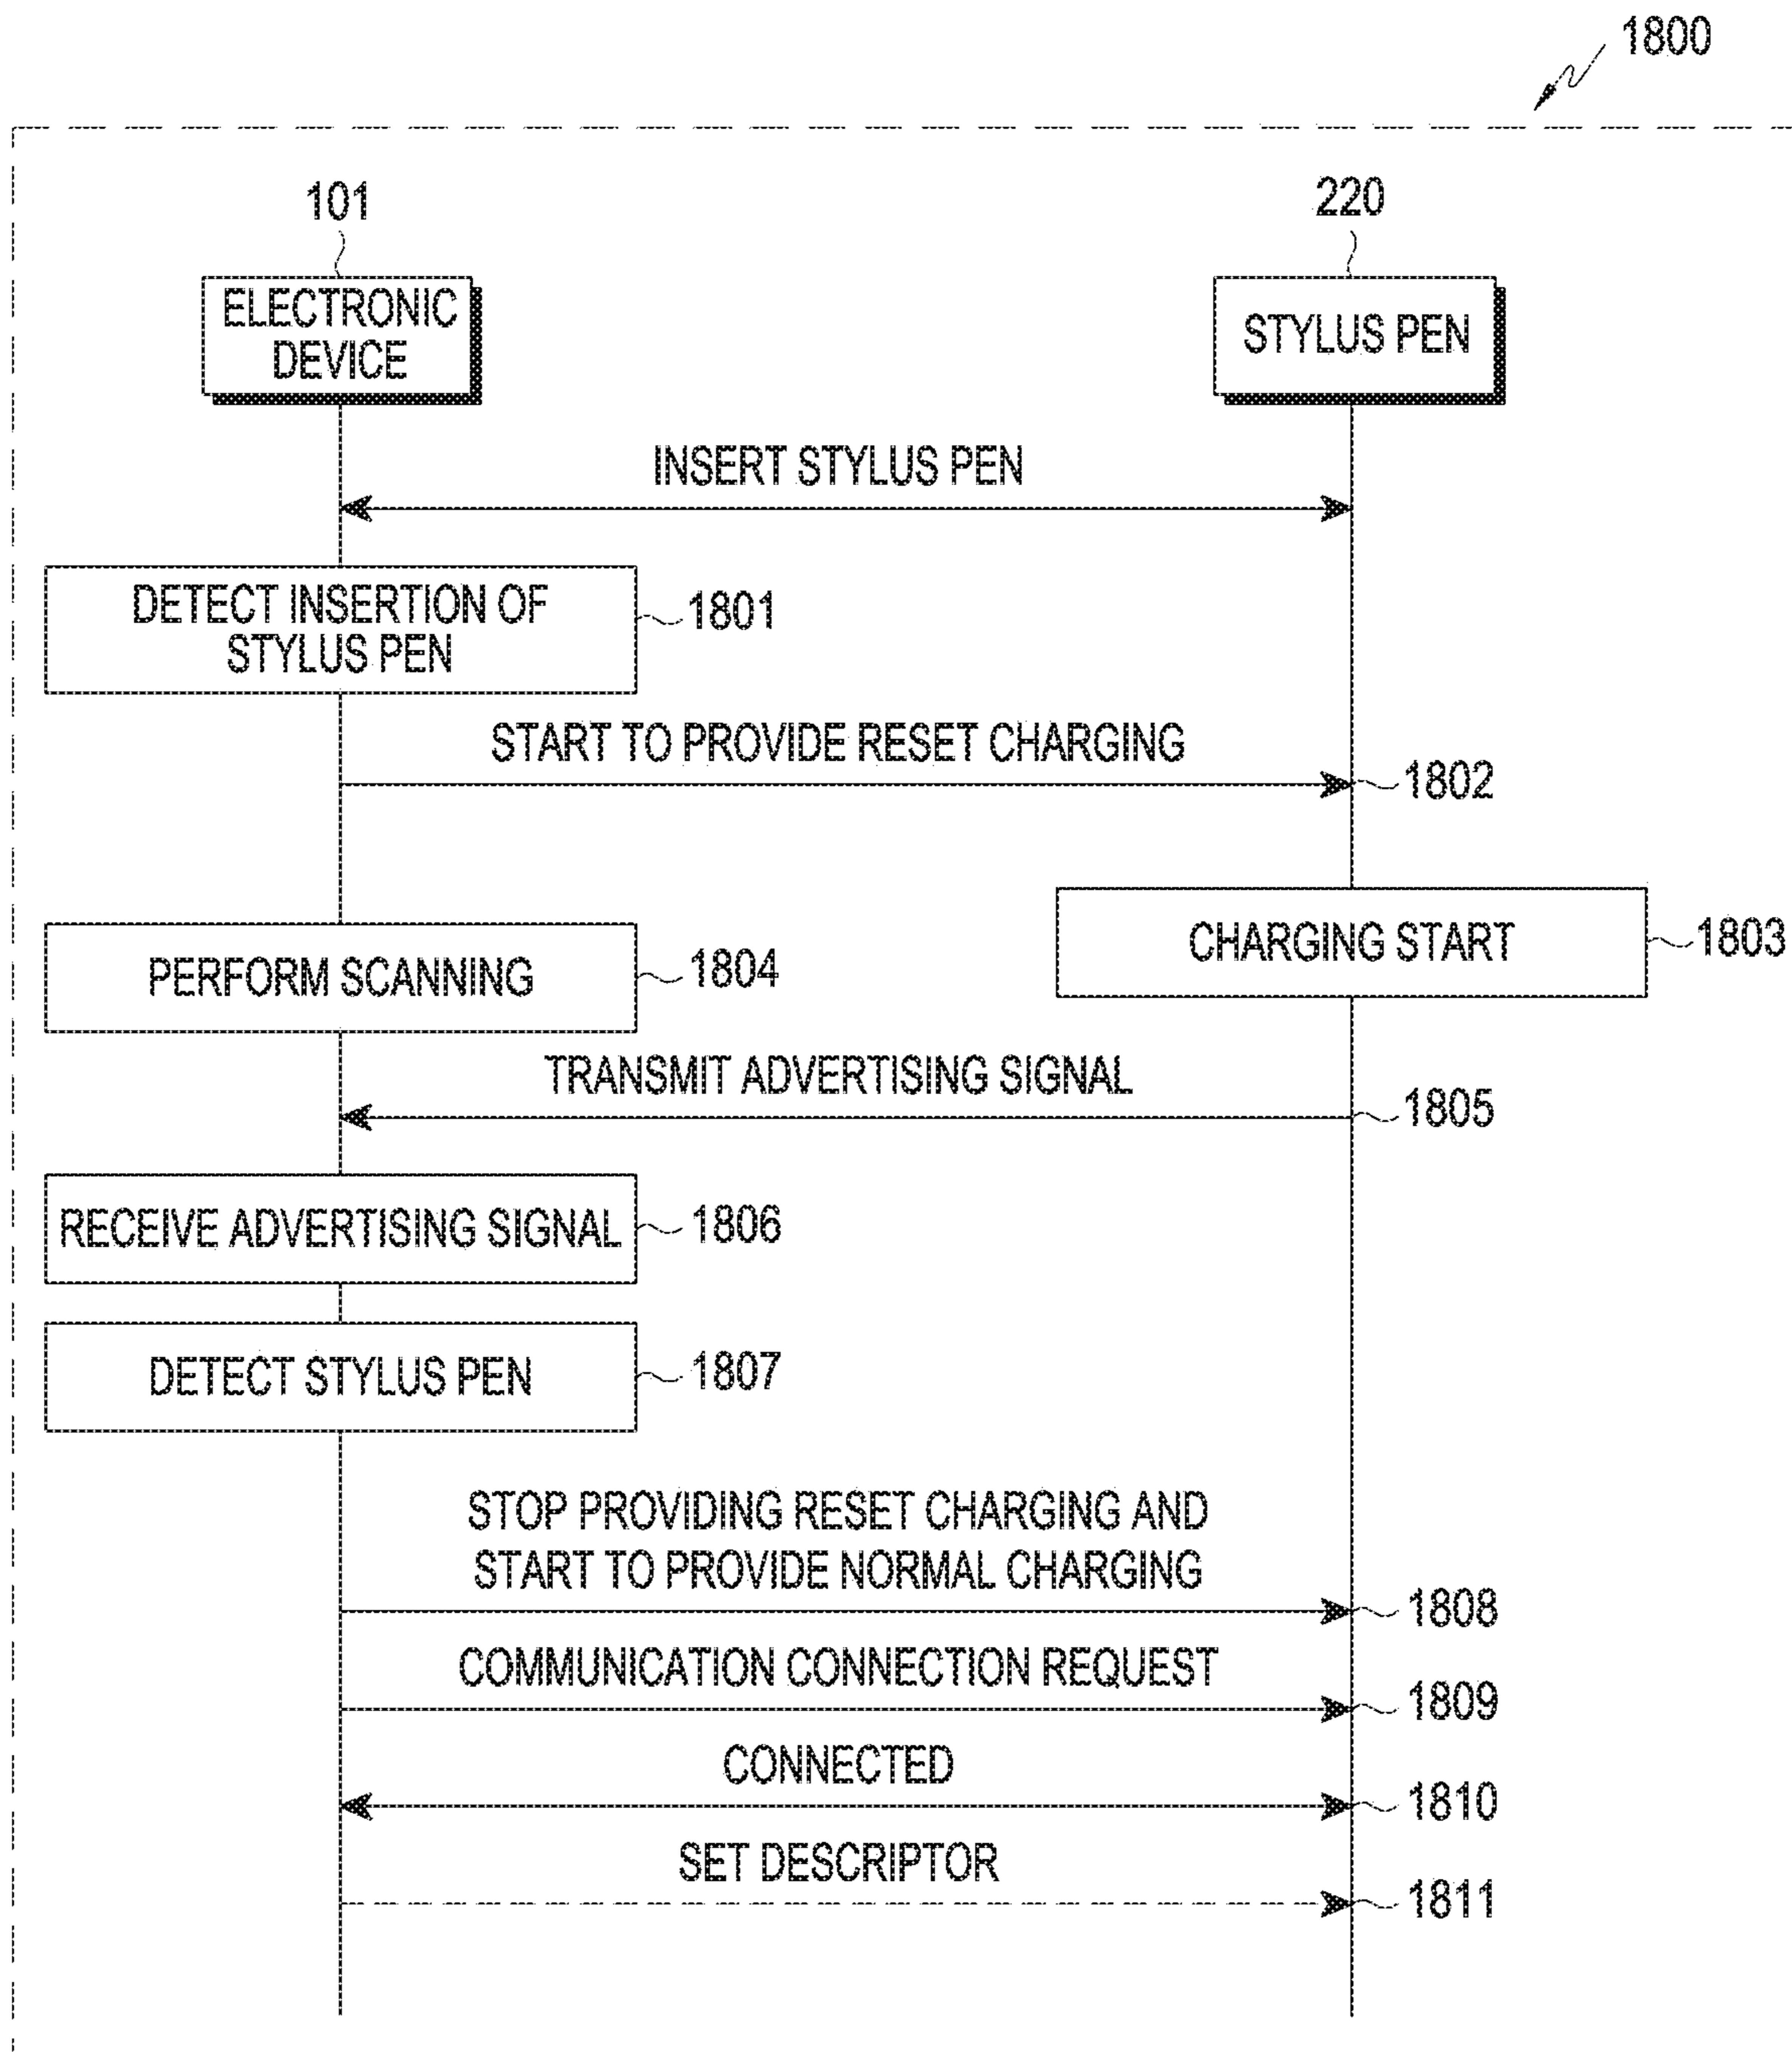 1800
101
220
ELECTRONIC
DEVICE
STYLUS PEN
INSERT STYLUS PEN
DETECT INSERTION OF
STYLUS PEN
1801
START TO PROVIDE RESET CHARGING
1802
CHARGING START
1803
PERFORM SCANNING
1804
TRANSMIT ADVERTISING SIGNAL
1805
RECEIVE ADVERTISING SIGNAL
1806
DETECT STYLUS PEN
1807
STOP PROVIDING RESET CHARGING AND
START TO PROVIDE NORMAL CHARGING
1808
COMMUNICATION CONNECTION REQUEST
1809
CONNECTED
1810
SET DESCRIPTOR
1811